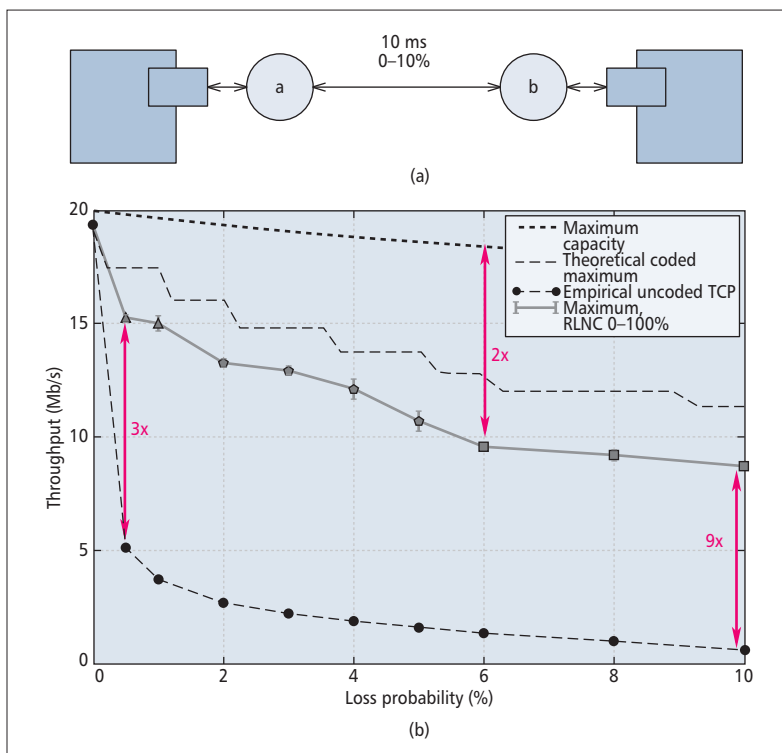 10 ms
0–10%
a
b
(a)
20
15
10
5
0
Throughput (Mb/s)
Maximum
capacity
Theoretical coded
maximum
Empirical uncoded TCP
Maximum,
RLNC 0–100%
3x
2x
9x
0
2
4
6
8
10
Loss probability (%)
(b)